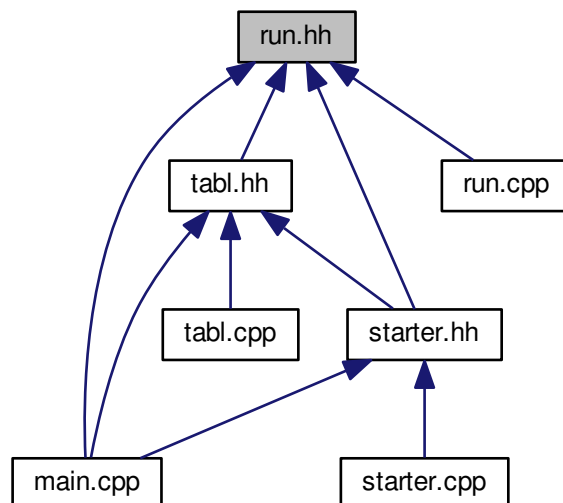 run.hh
tabl.hh
run.cpp
tabl.cpp
starter.hh
main.cpp
starter.cpp